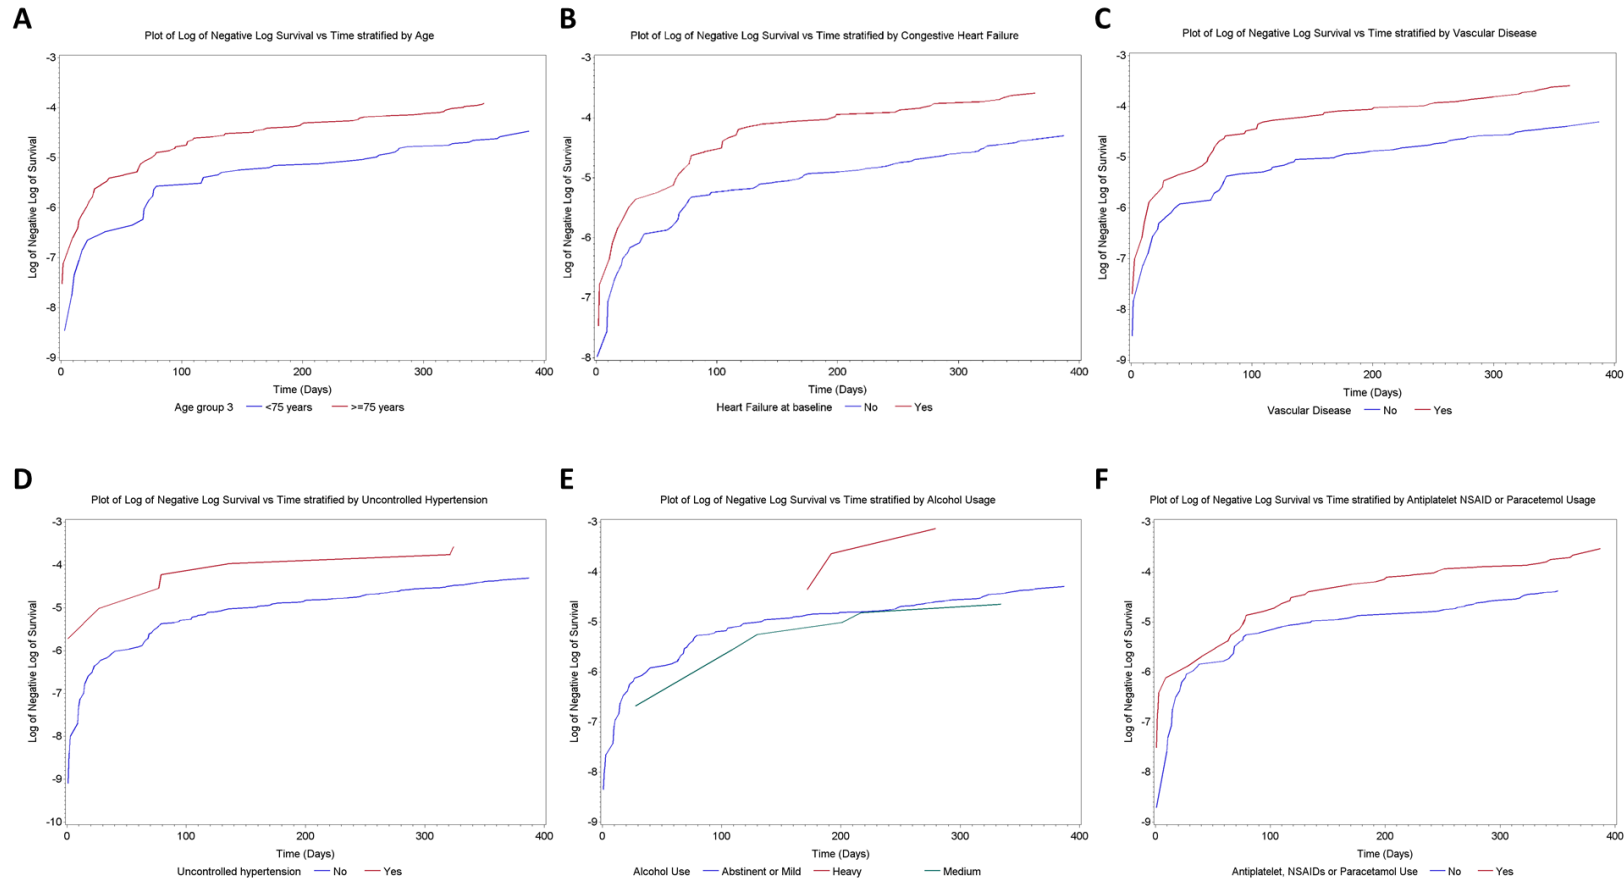 A
Plot of Log of Negative Log Survival vs Time stratified by Age
Log of Negative Log of Survival
-3
-4
-5
-6
-7
-8
-9
0 100 200 300 400
Time (Days)
Age group 3 <75 years >=75 years
B
Plot of Log of Negative Log Survival vs Time stratified by Congestive Heart Failure
Log of Negative Log of Survival
-3
-4
-5
-6
-7
-8
0 100 200 300 400
Time (Days)
Heart Failure at baseline No Yes
C
Plot of Log of Negative Log Survival vs Time stratified by Vascular Disease
Log of Negative Log of Survival
-3
-4
-5
-6
-7
-8
-9
0 100 200 300 400
Time (Days)
Vascular Disease No Yes
D
Plot of Log of Negative Log Survival vs Time stratified by Uncontrolled Hypertension
Log of Negative Log of Survival
-3
-4
-5
-6
-7
-8
-9
-10
0 100 200 300 400
Time (Days)
Uncontrolled hypertension No Yes
E
Plot of Log of Negative Log Survival vs Time stratified by Alcohol Usage
Log of Negative Log of Survival
-3
-4
-5
-6
-7
-8
-9
0 100 200 300 400
Time (Days)
Alcohol Use Abstinent or Mild Heavy Medium
F
Plot of Log of Negative Log Survival vs Time stratified by Antiplatelet NSAID or Paracetemol Usage
Log of Negative Log of Survival
-3
-4
-5
-6
-7
-8
-9
0 100 200 300 400
Time (Days)
Antiplatelet, NSAIDs or Paracetamol Use No Yes